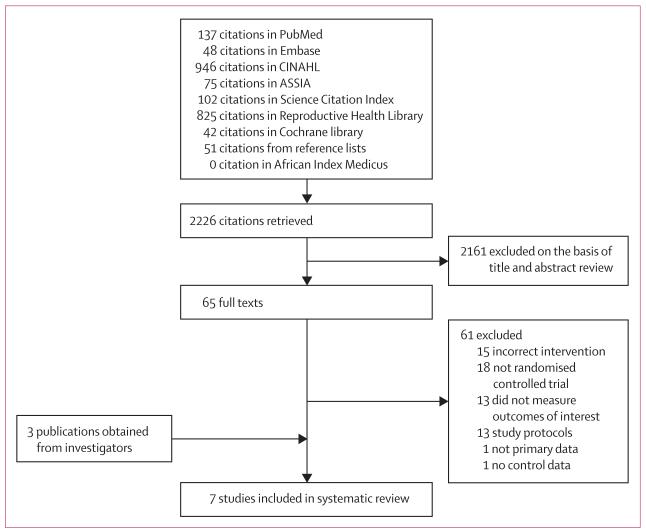 137 citations in PubMed
48 citations in Embase
946 citations in CINAHL
75 citations in ASSIA
102 citations in Science Citation Index
825 citations in Reproductive Health Library
42 citations in Cochrane library
51 citations from reference lists
0 citation in African Index Medicus
2226 citations retrieved
2161 excluded on the basis of
title and abstract review
65 full texts
61 excluded
15 incorrect intervention
18 not randomised
controlled trial
13 did not measure
outcomes of interest
13 study protocols
1 not primary data
1 no control data
3 publications obtained
from investigators
7 studies included in systematic review